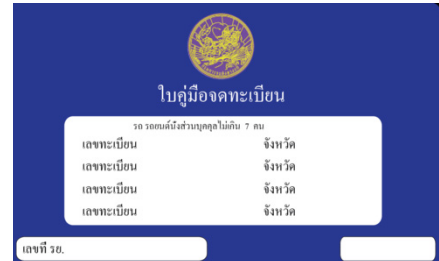 ใบคู่มือจดทะเบียน
รถ รถยนต์นั่งส่วนบุคคลไม่เกิน 7 คน
เลขทะเบียน จังหวัด
เลขทะเบียน จังหวัด
เลขทะเบียน จังหวัด
เลขทะเบียน จังหวัด
เลขที่ รย.